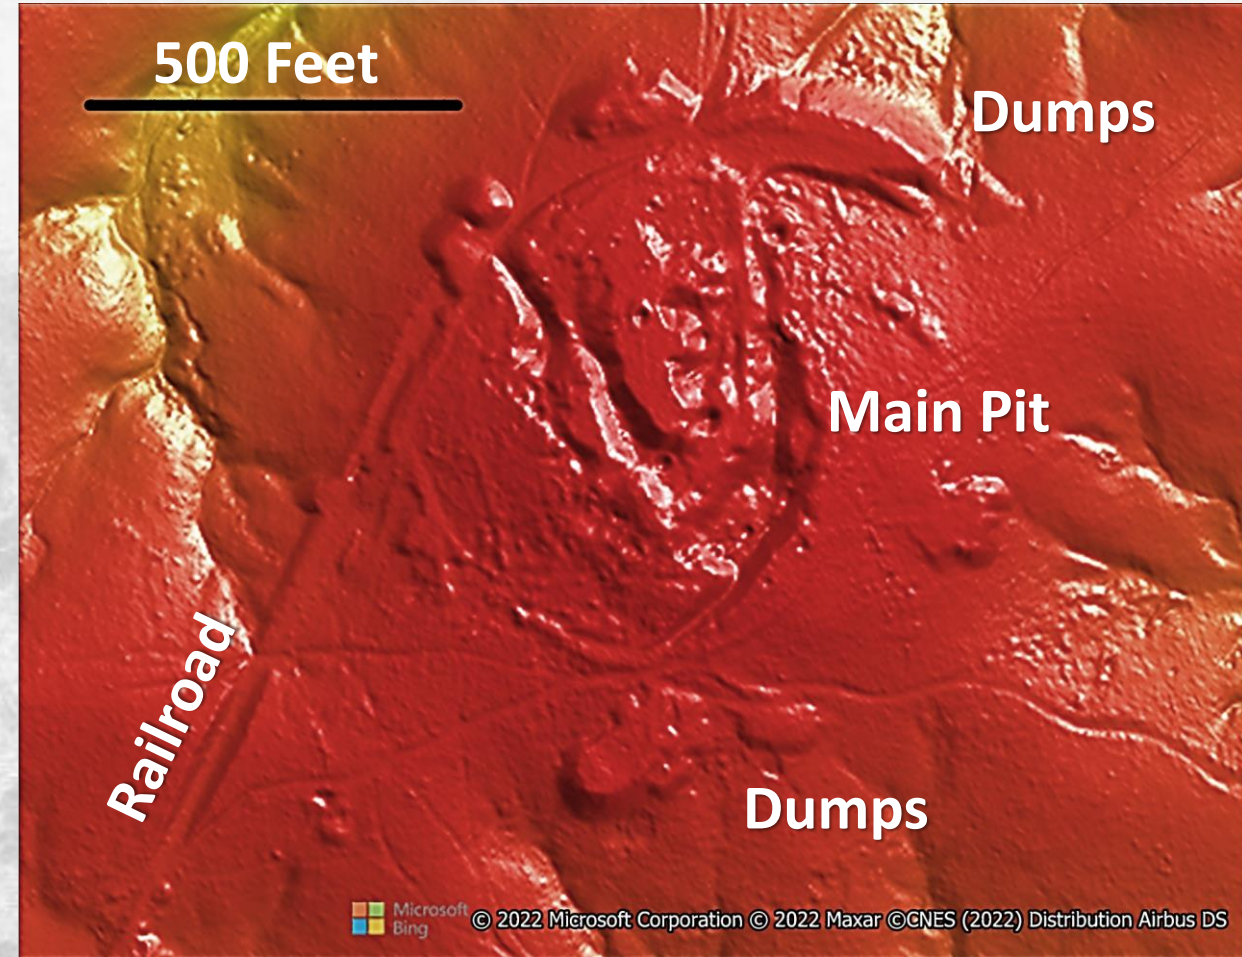 500 Feet
Dumps
Main Pit
Railroad
Dumps
Microsoft
Bing
© 2022 Microsoft Corporation © 2022 Maxar ©CNES (2022) Distribution Airbus DS